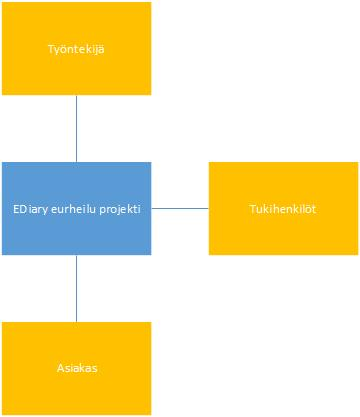 Työntekijä
EDiary eurheilu projekti
Tukihenkilöt
Asiakas